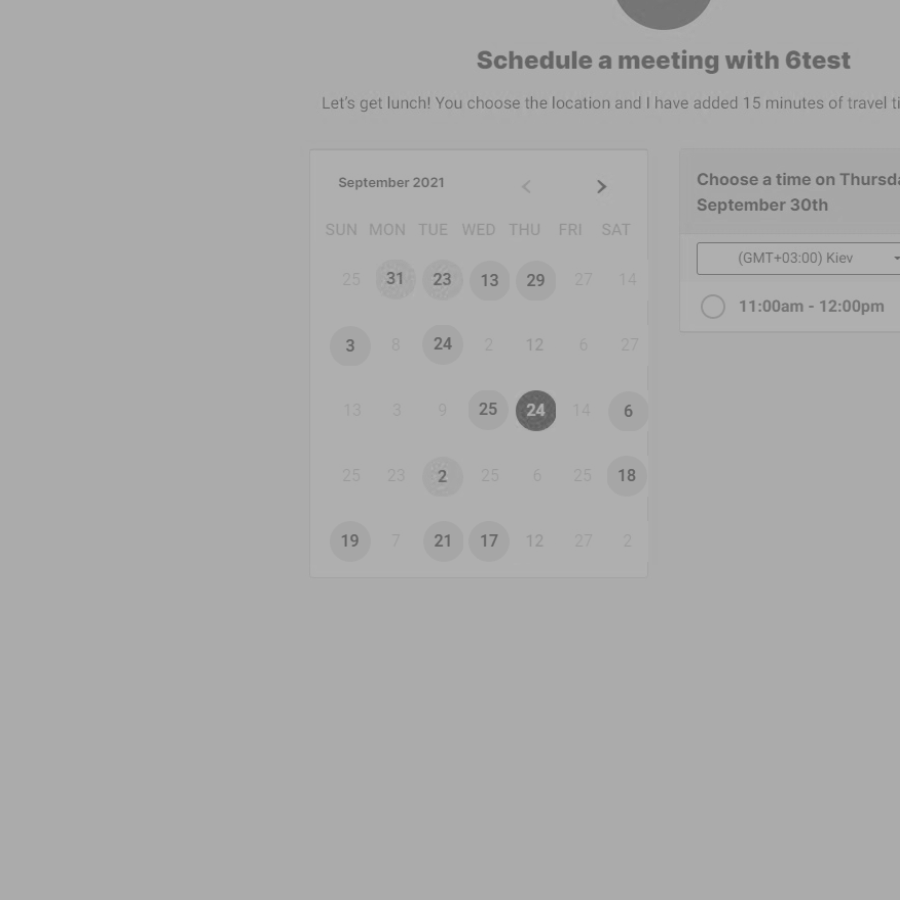 Schedule a meeting with 6test
Let's get lunch! You choose the location and I have added 15 minutes of travel
September 2021
SUN MON TUE WED THU FRI SAT
25 31 23 13 29 27 14
3 8 24 2 12 6 27
13 3 9 25 24 14 6
25 23 2 25 6 25 18
19 7 21 17 12 27 2
Choose a time on
September 30th
(GMT+03:00) Kiev
11:00am - 12:00pm